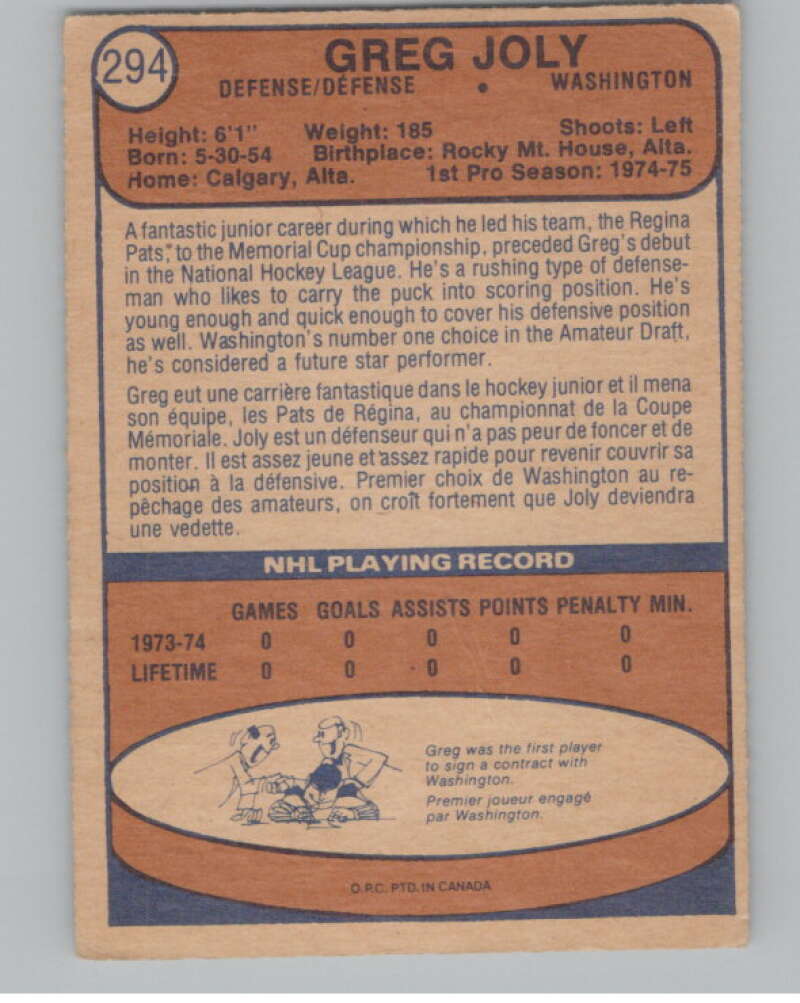 294
GREG JOLY
DEFENSE/DÉFENSE • WASHINGTON
Height: 6'1" Weight: 185 Shoots: Left
Born: 5-30-54 Birthplace: Rocky Mt. House, Alta.
Home: Calgary, Alta. 1st Pro Season: 1974-75
A fantastic junior career during which he led his team, the Regina
Pats, to the Memorial Cup championship, preceded Greg's debut
in the National Hockey League. He's a rushing type of defense-
man who likes to carry the puck into scoring position. He's
young enough and quick enough to cover his defensive position
as well. Washington's number one choice in the Amateur Draft,
he's considered a future star performer.
Greg eut une carrière fantastique dans le hockey junior et il mena
son équipe, les Pats de Régina, au championnat de la Coupe
Mémoriale. Joly est un défenseur qui n'a pas peur de foncer et de
monter. Il est assez jeune et assez rapide pour revenir couvrir sa
position à la défensive. Premier choix de Washington au re-
pêchage des amateurs, on croît fortement que Joly deviendra
une vedette.
NHL PLAYING RECORD
GAMES GOALS ASSISTS POINTS PENALTY MIN.
1973-74 0 0 0 0 0
LIFETIME 0 0 0 0 0
Greg was the first player
to sign a contract with
Washington.
Premier joueur engagé
par Washington.
O.P.C. PTD. IN CANADA